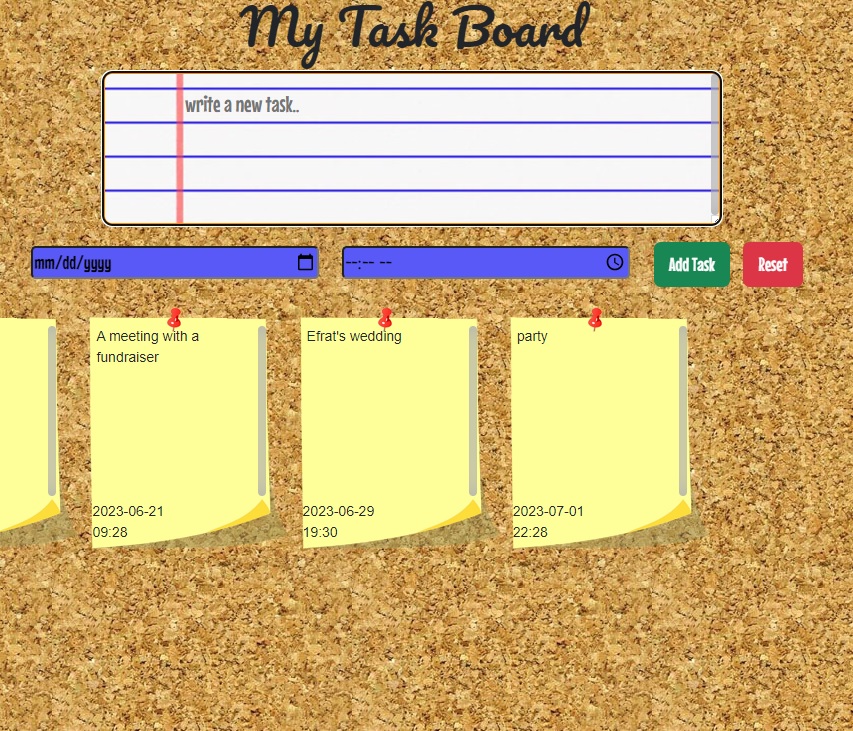 My Task Board
write a new task..
mm/dd/yyyy
--:-- --
Add Task
Reset
A meeting with a
fundraiser
2023-06-21
09:28
Efrat's wedding
2023-06-29
19:30
party
2023-07-01
22:28